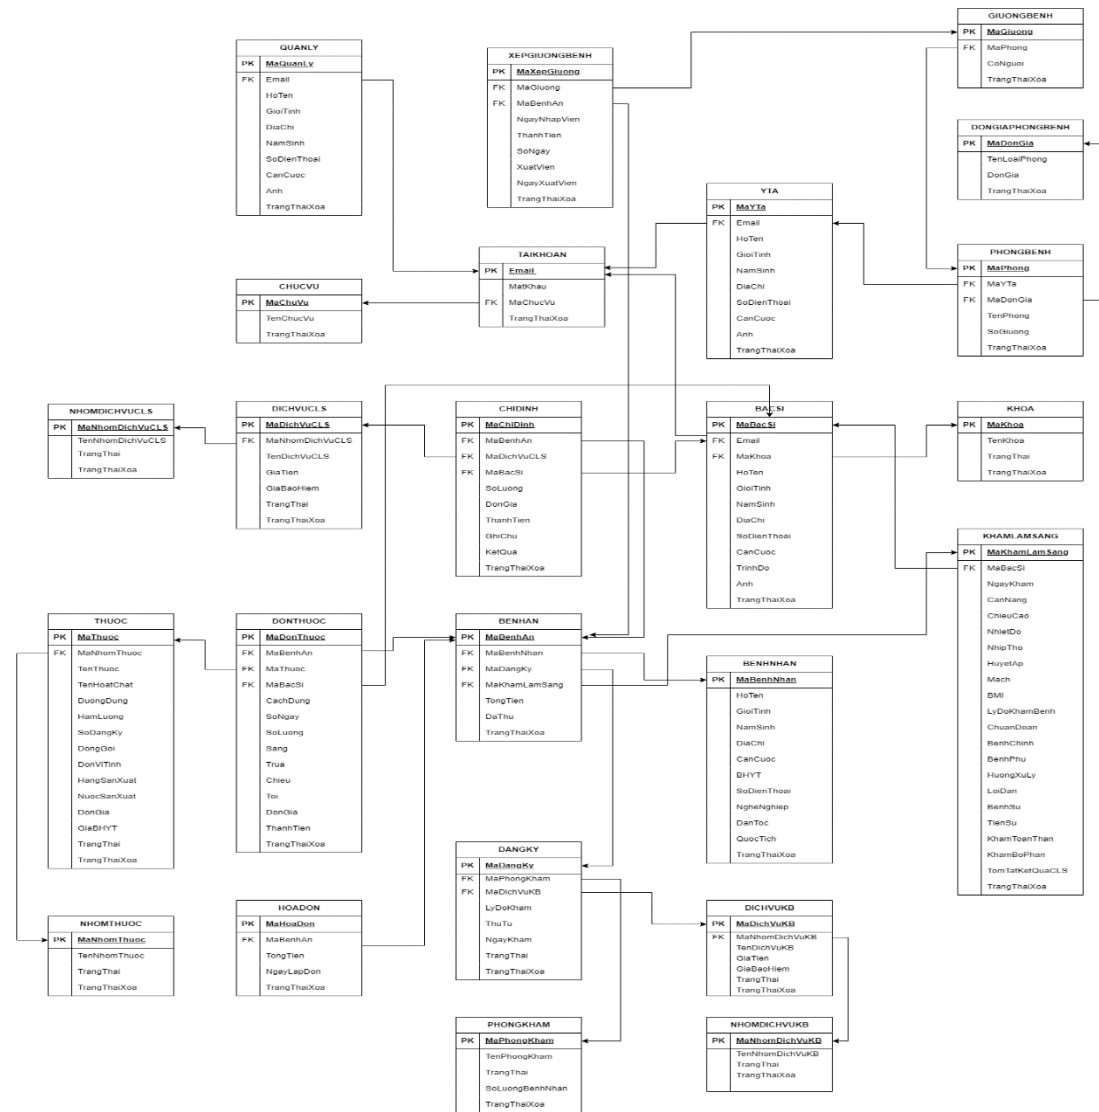 QUANLY
PK MaQuanLy
FK Email
HoTen
GioiTinh
DiaChi
NamSinh
SoDienThoai
CanCuoc
Anh
TrangThaiXoa
XEPGIUONGBENH
PK MaXepGiuong
FK MaGiuong
FK MaBenhAn
NgayNhapVien
ThanhTien
SoNgay
XuatVien
NgayXuatVien
TrangThaiXoa
GIUONGBENH
PK MaGiuong
FK MaPhong
CoNguoi
TrangThaiXoa
DONGIAPHONGBENH
PK MaDonGia
TenLoaiPhong
DonGia
TrangThaiXoa
YTA
PK MaYTa
FK Email
HoTen
GioiTinh
NamSinh
DiaChi
SoDienThoai
CanCuoc
Anh
TrangThaiXoa
PHONGBENH
PK MaPhong
FK MaYTa
FK MaDonGia
TenPhong
SoGiuong
TrangThaiXoa
TAIKHOAN
PK Email
MatKhau
FK MaChucVu
TrangThaiXoa
CHUCVU
PK MaChuVu
TenChucVu
TrangThaiXoa
NHOMDICHVUCLS
PK MaNhomDichVuCLS
TenNhomDichVuCLS
TrangThai
TrangThaiXoa
DICHVUCLS
PK MaDichVuCLS
FK MaNhomDichVuCLS
TenDichVuCLS
GiaTien
GiaBaoHiem
TrangThai
TrangThaiXoa
CHIDINH
PK MaChiDinh
FK MaBenhAn
FK MaDichVuCLS
FK MaBacSi
SoLuong
DonGia
ThanhTien
GhiChu
KetQua
TrangThaiXoa
BACSI
PK MaBacSi
FK Email
FK MaKhoa
HoTen
GioiTinh
NamSinh
DiaChi
SoDienThoai
CanCuoc
TrinhDo
Anh
TrangThaiXoa
KHOA
PK MaKhoa
TenKhoa
TrangThai
TrangThaiXoa
KHAMLAMSANG
PK MaKhamLamSang
FK MaBacSi
NgayKham
CanNang
ChieuCao
NhietDo
NhipTho
HuyetAp
Mach
BMI
LyDoKhamBenh
ChuanDoan
BenhChinh
BenhPhu
HuongXuLy
LoiDan
BenhSu
TienSu
KhamToanThan
KhamBoPhan
TomTatKetQuaCLS
TrangThaiXoa
THUOC
PK MaThuoc
FK MaNhomThuoc
TenThuoc
TenHoatChat
DuongDung
HamLuong
SoDangKy
DongGoi
DonViTinh
HangSanXuat
NuocSanXuat
DonGia
GiaBHYT
TrangThai
TrangThaiXoa
DONTHUOC
PK MaDonThuoc
FK MaBenhAn
FK MaThuoc
FK MaBacSi
CachDung
SoNgay
SoLuong
Sang
Trua
Chieu
Toi
DonGia
ThanhTien
TrangThaiXoa
BENHAN
PK MaBenhAn
FK MaBenhNhan
FK MaDangKy
FK MaKhamLamSang
TongTien
DaThu
TrangThaiXoa
BENHNHAN
PK MaBenhNhan
HoTen
GioiTinh
NamSinh
DiaChi
CanCuoc
BHYT
SoDienThoai
NgheNghiep
DanToc
QuocTich
TrangThaiXoa
DANGKY
PK MaDangKy
FK MaPhongKham
FK MaDichVuKB
LyDoKham
ThuTu
NgayKham
TrangThai
TrangThaiXoa
NHOMTHUOC
PK MaNhomThuoc
TenNhomThuoc
TrangThai
TrangThaiXoa
HOADON
PK MaHoaDon
FK MaBenhAn
TongTien
NgayLapDon
TrangThaiXoa
DICHVUKB
PK MaDichVuKB
FK MaNhomDichVuKB
TenDichVuKB
GiaTien
GiaBaoHiem
TrangThai
TrangThaiXoa
PHONGKHAM
PK MaPhongKham
TenPhongKham
TrangThai
SoLuongBenhNhan
TrangThaiXoa
NHOMDICHVUKB
PK MaNhomDichVuKB
TenNhomDichVuKB
TrangThai
TrangThaiXoa